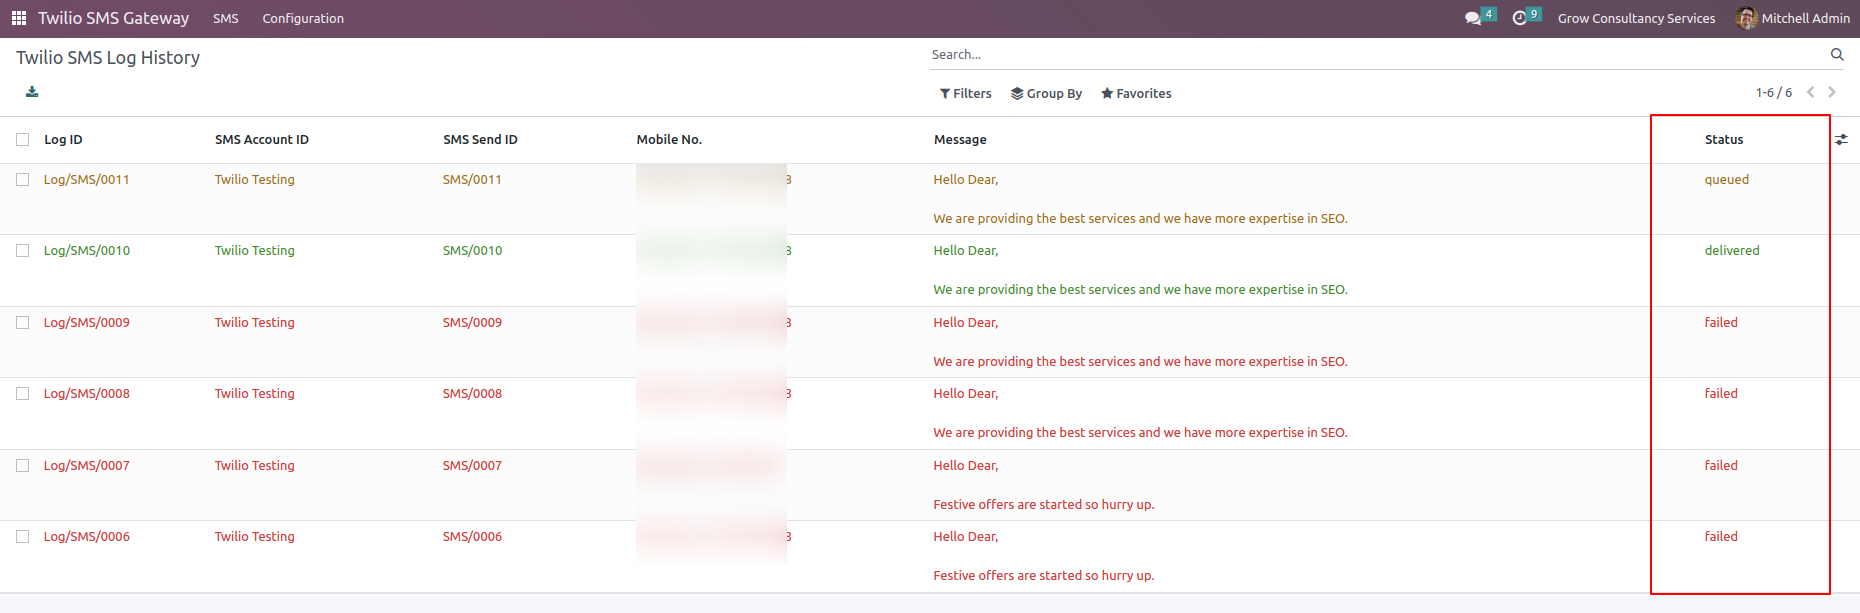 Twilio SMS Gateway SMS Configuration 4 9 Grow Consultancy Services Mitchell Admin
Twilio SMS Log History Search...
Filters Group By Favorites 1-6 / 6
Log ID SMS Account ID SMS Send ID Mobile No. Message Status
Log/SMS/0011 Twilio Testing SMS/0011 Hello Dear, queued
We are providing the best services and we have more expertise in SEO.
Log/SMS/0010 Twilio Testing SMS/0010 Hello Dear, delivered
We are providing the best services and we have more expertise in SEO.
Log/SMS/0009 Twilio Testing SMS/0009 Hello Dear, failed
We are providing the best services and we have more expertise in SEO.
Log/SMS/0008 Twilio Testing SMS/0008 Hello Dear, failed
We are providing the best services and we have more expertise in SEO.
Log/SMS/0007 Twilio Testing SMS/0007 Hello Dear, failed
Festive offers are started so hurry up.
Log/SMS/0006 Twilio Testing SMS/0006 Hello Dear, failed
Festive offers are started so hurry up.